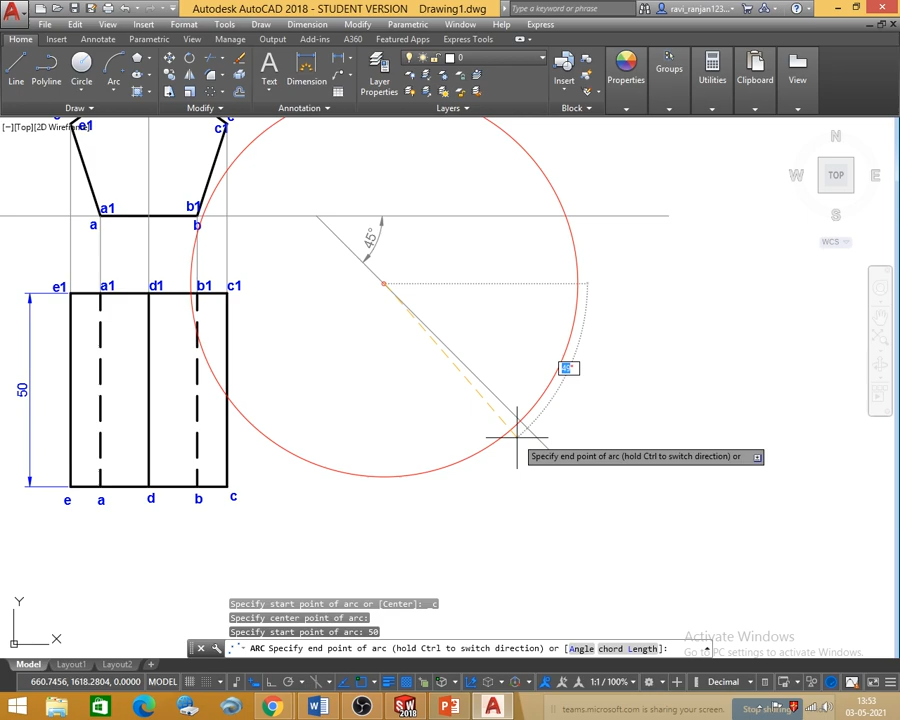 Autodesk AutoCAD 2018 - STUDENT VERSION Drawing1.dwg
Type a keyword or phrase
ravi_ranjan123...
File Edit View Insert Format Tools Draw Dimension Modify Parametric Window Help Express
Home Insert Annotate Parametric View Manage Output Add-ins A360 Featured Apps Express Tools
Line Polyline Circle Arc Text Dimension Layer Properties 0 Insert Properties Groups Utilities Clipboard View
Draw Modify Annotation Layers Block
[−][Top][2D Wireframe]
e1 c1
a1 b1
a b
45°
N
W TOP E
S
WCS
e1 a1 d1 b1 c1
50
45°
Specify end point of arc (hold Ctrl to switch direction) or
e a d b c
Y
X
Specify start point of arc or [Center]: _c
Specify center point of arc:
Specify start point of arc: 50
ARC Specify end point of arc (hold Ctrl to switch direction) or [Angle chord Length]:
Activate Windows
Go to PC settings to activate Windows.
Model Layout1 Layout2 +
660.7456, 1618.2804, 0.0000 MODEL 1:1 / 100% Decimal
teams.microsoft.com is sharing your screen. Stop sharing
13:53
03-05-2021